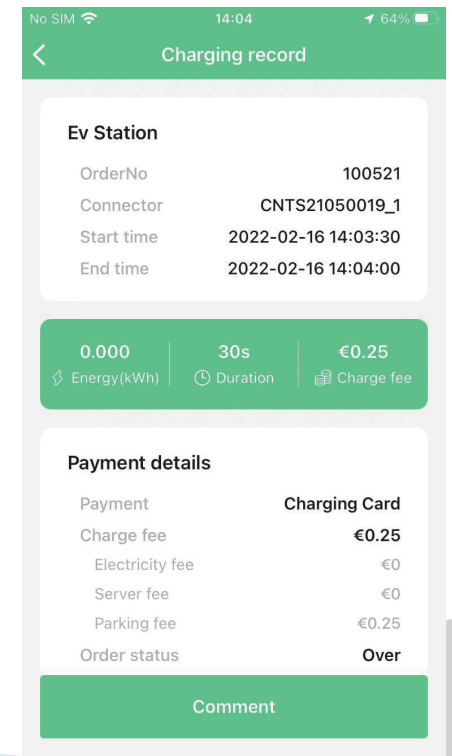 No SIM 14:04 64%
Charging record
Ev Station
OrderNo 100521
Connector CNTS21050019_1
Start time 2022-02-16 14:03:30
End time 2022-02-16 14:04:00
0.000 30s €0.25
Energy(kWh) Duration Charge fee
Payment details
Payment Charging Card
Charge fee €0.25
Electricity fee €0
Server fee €0
Parking fee €0.25
Order status Over
Comment